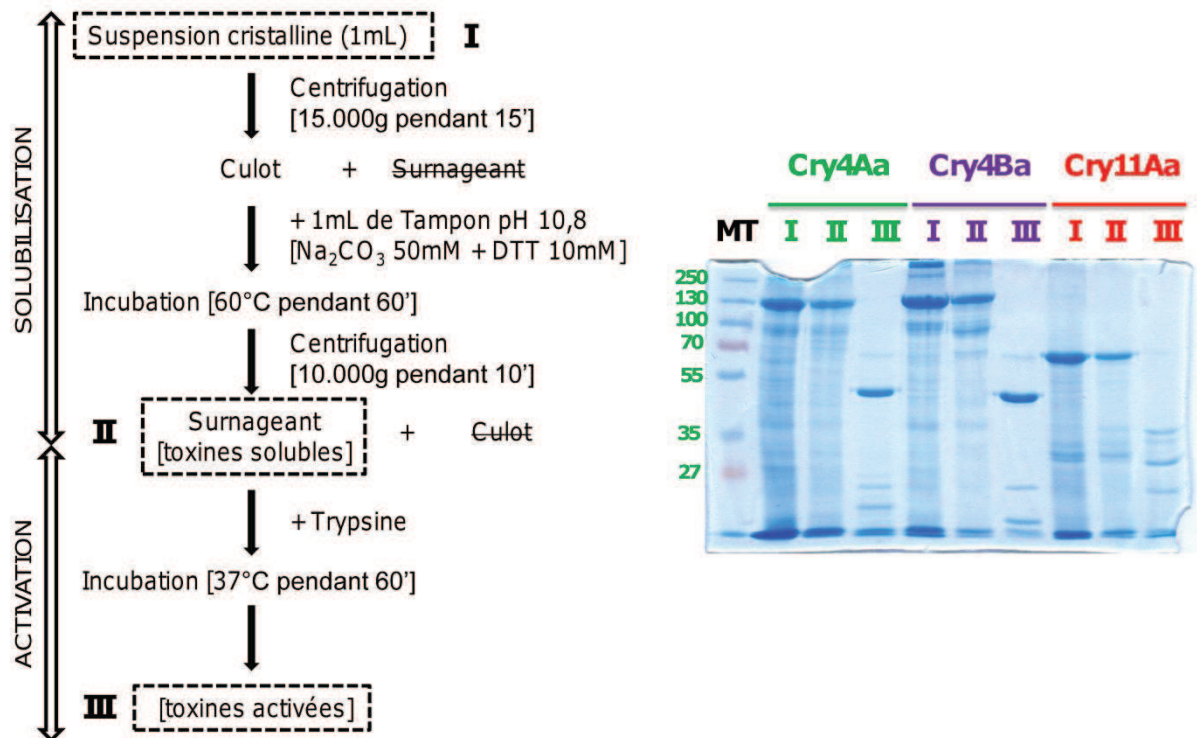 Suspension cristalline (1mL) I
Centrifugation
[15.000g pendant 15’]
Culot + Surnageant
+ 1mL de Tampon pH 10,8
[Na₂CO₃ 50mM + DTT 10mM]
Incubation [60°C pendant 60’]
Centrifugation
[10.000g pendant 10’]
II Surnageant
[toxines solubles]
+ Culot
+ Trypsine
Incubation [37°C pendant 60’]
III [toxines activées]
SOLUBILISATION
ACTIVATION
Cry4Aa Cry4Ba Cry11Aa
MT I II III I II III I II III
250
130
100
70
55
35
27